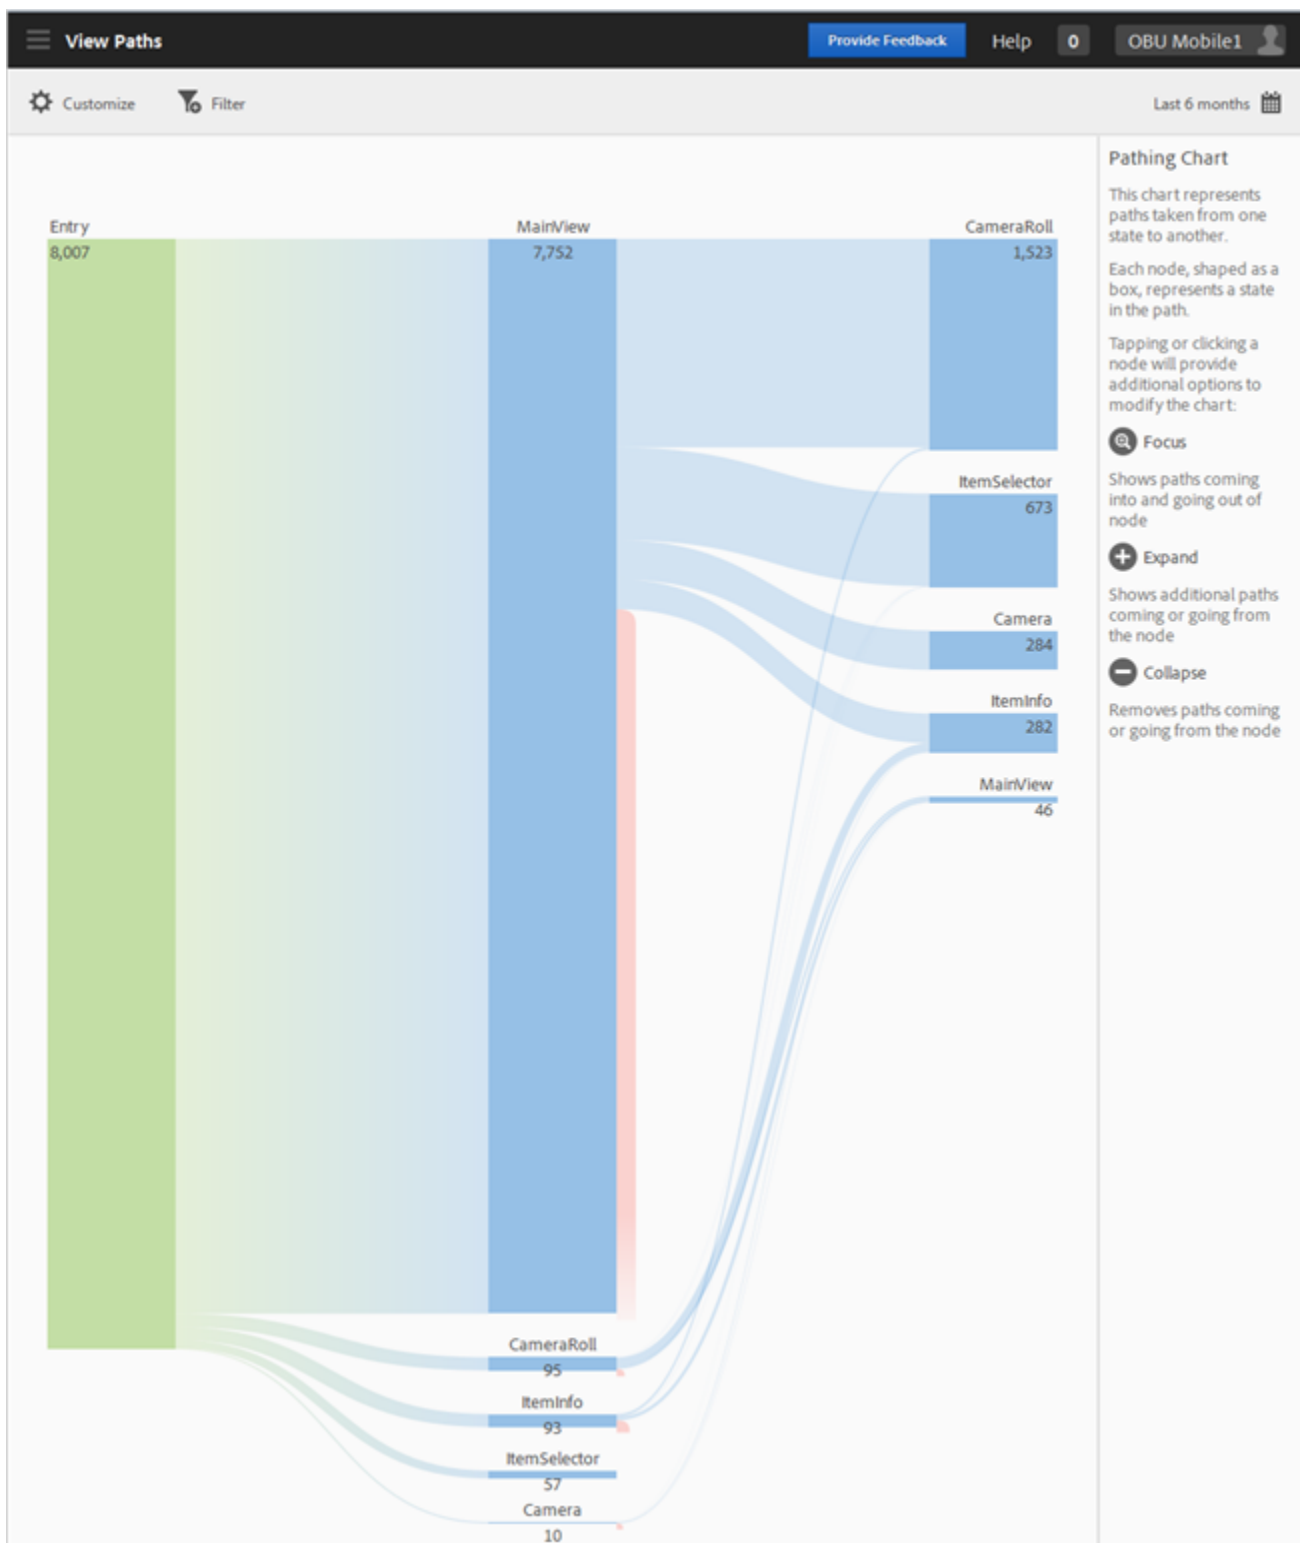 View Paths
Provide Feedback
Help
0
OBU Mobile1
Customize
Filter
Last 6 months
Entry
8,007
MainView
7,752
CameraRoll
1,523
ItemSelector
673
Camera
284
ItemInfo
282
MainView
46
CameraRoll
95
ItemInfo
93
ItemSelector
57
Camera
10
Pathing Chart
This chart represents
paths taken from one
state to another.
Each node, shaped as a
box, represents a state
in the path.
Tapping or clicking a
node will provide
additional options to
modify the chart:
Focus
Shows paths coming
into and going out of
node
Expand
Shows additional paths
coming or going from
the node
Collapse
Removes paths coming
or going from the node